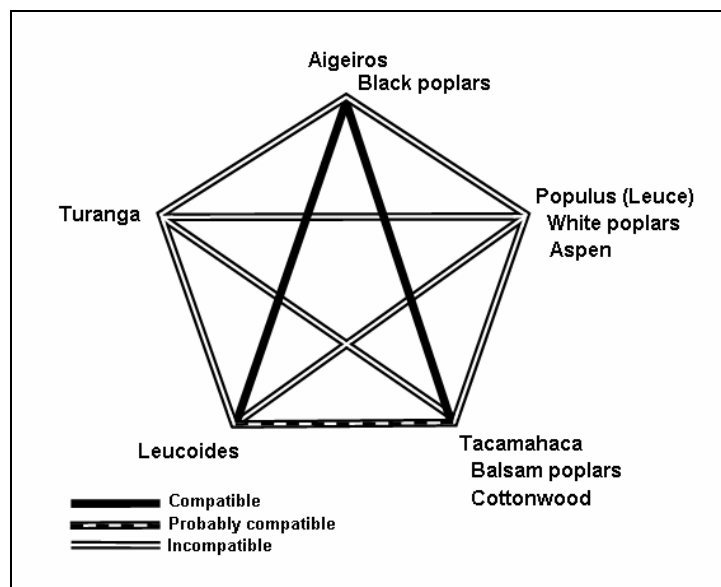 Aigeiros
Black poplars
Turanga
Populus (Leuce)
White poplars
Aspen
Leucoides
Tacamahaca
Balsam poplars
Cottonwood
Compatible
Probably compatible
Incompatible